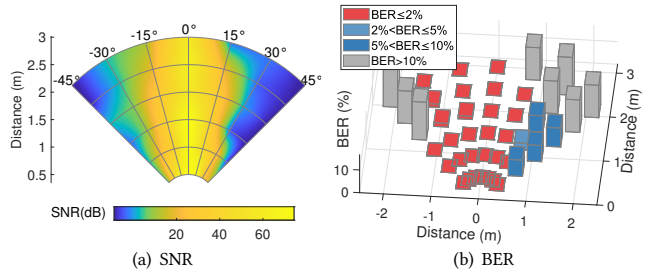 3
2.5
2
1.5
1
0.5
Distance (m)
-45°
-30°
-15°
0°
15°
30°
45°
SNR(dB)
20
40
60
(a) SNR
BER≤2%
2%<BER≤5%
5%<BER≤10%
BER>10%
BER (%)
10
0
-2
-1
0
1
2
Distance (m)
0
1
2
3
Distance (m)
(b) BER